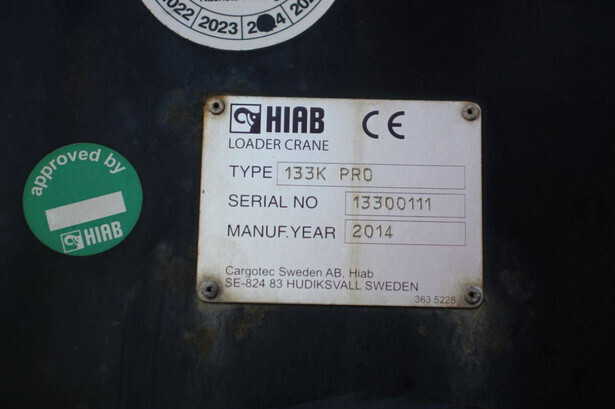 2022 2023 2024
HIAB CE
LOADER CRANE
TYPE 133K PRO
SERIAL NO 13300111
MANUF.YEAR 2014
Cargotec Sweden AB, Hiab
SE-824 83 HUDIKSVALL SWEDEN
363 5228
approved by
HIAB